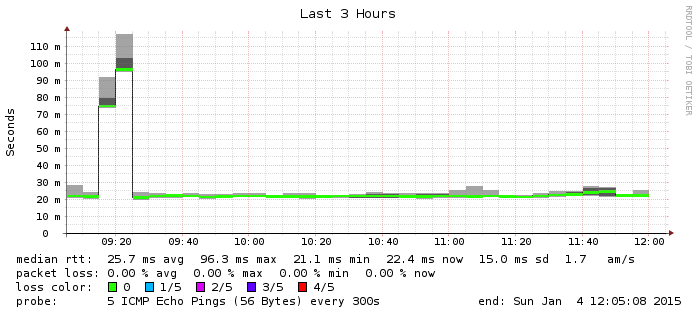 Last 3 Hours
RRDTOOL / TOBI OETIKER
Seconds
110 m
100 m
90 m
80 m
70 m
60 m
50 m
40 m
30 m
20 m
10 m
0
09:20 09:40 10:00 10:20 10:40 11:00 11:20 11:40 12:00
median rtt: 25.7 ms avg 96.3 ms max 21.1 ms min 22.4 ms now 15.0 ms sd 1.7 am/s
packet loss: 0.00 % avg 0.00 % max 0.00 % min 0.00 % now
loss color: 0 1/5 2/5 3/5 4/5
probe: 5 ICMP Echo Pings (56 Bytes) every 300s end: Sun Jan 4 12:05:08 2015